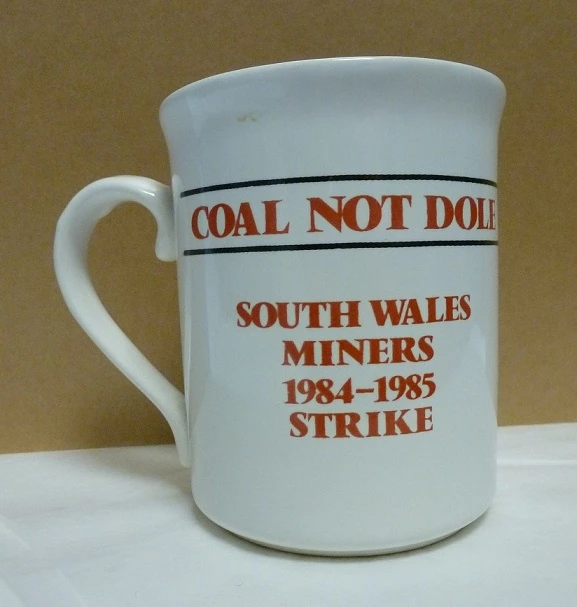 COAL NOT DOLE
SOUTH WALES
MINERS
1984–1985
STRIKE